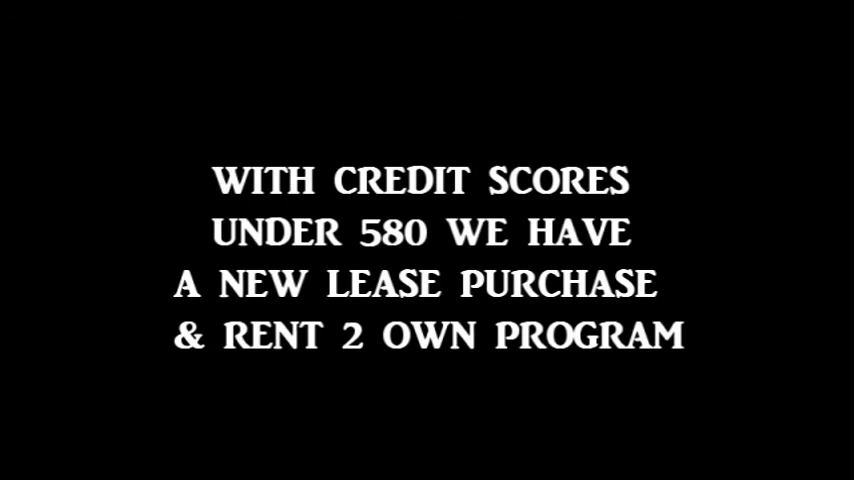 WITH CREDIT SCORES
UNDER 580 WE HAVE
A NEW LEASE PURCHASE
& RENT 2 OWN PROGRAM